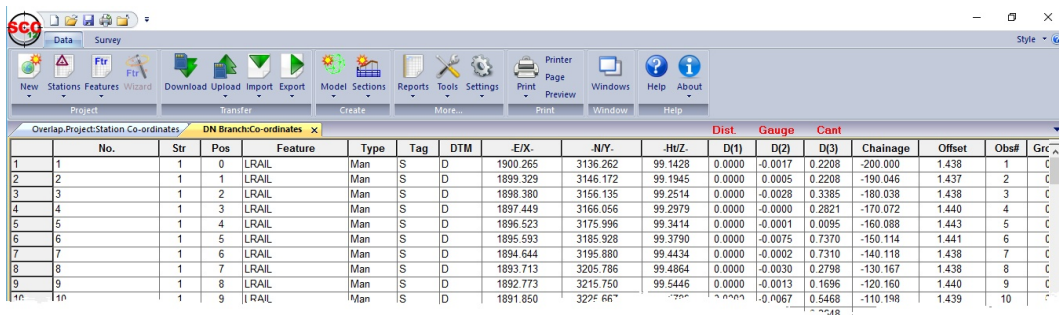 SCC
Data Survey Style
New Stations Features Wizard Download Upload Import Export Model Sections Reports Tools Settings Print Printer Page Preview Windows Help About
Ftr Ftr
Project Transfer Create More... Print Window Help
Overlap.Project:Station Co-ordinates DN Branch:Co-ordinates x Dist. Gauge Cant
No. Str Pos Feature Type Tag DTM -E/X- -N/Y- -Ht/Z- D(1) D(2) D(3) Chainage Offset Obs#
1 1 1 0 LRAIL Man S D 1900.265 3136.262 99.1428 0.0000 -0.0017 0.2208 -200.000 1.438 1
2 2 1 1 LRAIL Man S D 1899.329 3146.172 99.1945 0.0000 0.0005 0.2208 -190.046 1.437 2
3 3 1 2 LRAIL Man S D 1898.380 3156.135 99.2514 0.0000 -0.0028 0.3385 -180.038 1.438 3
4 4 1 3 LRAIL Man S D 1897.449 3166.056 99.2979 0.0000 -0.0000 0.2821 -170.072 1.440 4
5 5 1 4 LRAIL Man S D 1896.523 3175.996 99.3414 0.0000 -0.0001 0.0095 -160.088 1.443 5
6 6 1 5 LRAIL Man S D 1895.593 3185.928 99.3790 0.0000 -0.0075 0.7370 -150.114 1.441 6
7 7 1 6 LRAIL Man S D 1894.644 3195.880 99.4434 0.0000 -0.0002 0.7310 -140.118 1.438 7
8 8 1 7 LRAIL Man S D 1893.713 3205.786 99.4864 0.0000 -0.0030 0.2798 -130.167 1.438 8
9 9 1 8 LRAIL Man S D 1892.773 3215.750 99.5446 0.0000 -0.0013 0.1696 -120.160 1.440 9
10 10 1 9 LRAIL Man S D 1891.850 3225.667 -0.0067 0.5468 -110.198 1.439 10